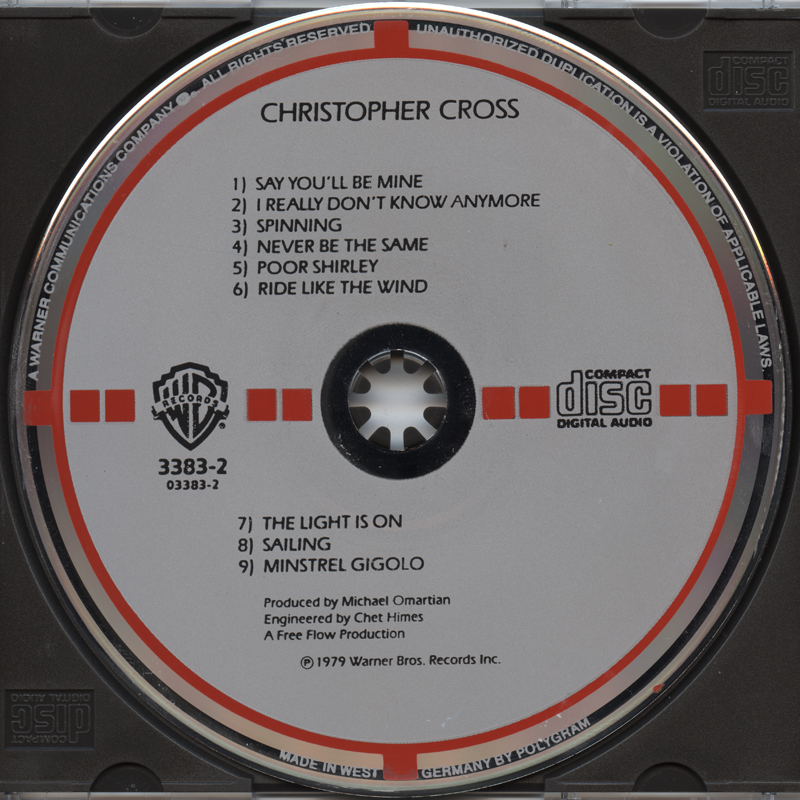 A WARNER COMMUNICATIONS COMPANY ℗ - ALL RIGHTS RESERVED
UNAUTHORIZED DUPLICATION IS A VIOLATION OF APPLICABLE LAWS
COMPACT
disc
DIGITAL AUDIO
CHRISTOPHER CROSS
1) SAY YOU'LL BE MINE
2) I REALLY DON'T KNOW ANYMORE
3) SPINNING
4) NEVER BE THE SAME
5) POOR SHIRLEY
6) RIDE LIKE THE WIND
WB
RECORDS
®
COMPACT
disc
DIGITAL AUDIO
3383-2
03383-2
7) THE LIGHT IS ON
8) SAILING
9) MINSTREL GIGOLO
Produced by Michael Omartian
Engineered by Chet Himes
A Free Flow Production
℗ 1979 Warner Bros. Records Inc.
COMPACT
disc
DIGITAL AUDIO
MADE IN WEST GERMANY BY POLYGRAM